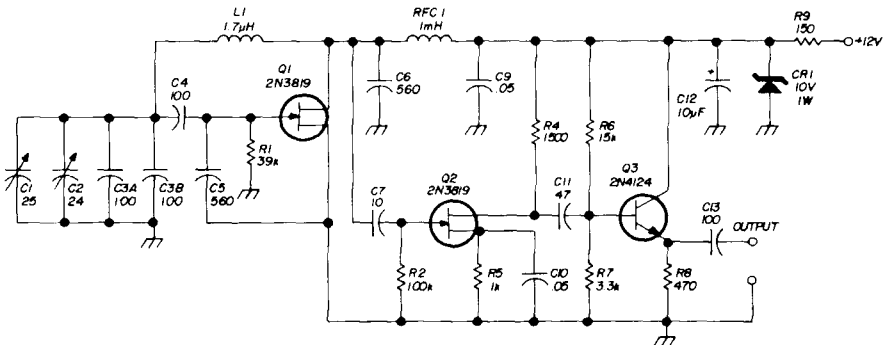 L1
1.7µH
RFC 1
1mH
R9
150
+12V
Q1
2N3819
C4
100
C6
560
C9
.05
R4
1500
R6
15k
+
C12
10µF
CR1
10V
1W
R1
39k
C1
25
C2
24
C3A
100
C3B
100
C5
560
C7
10
Q2
2N3819
C11
47
Q3
2N4124
C13
100
OUTPUT
R2
100k
R5
1k
C10
.05
R7
3.3k
R8
470